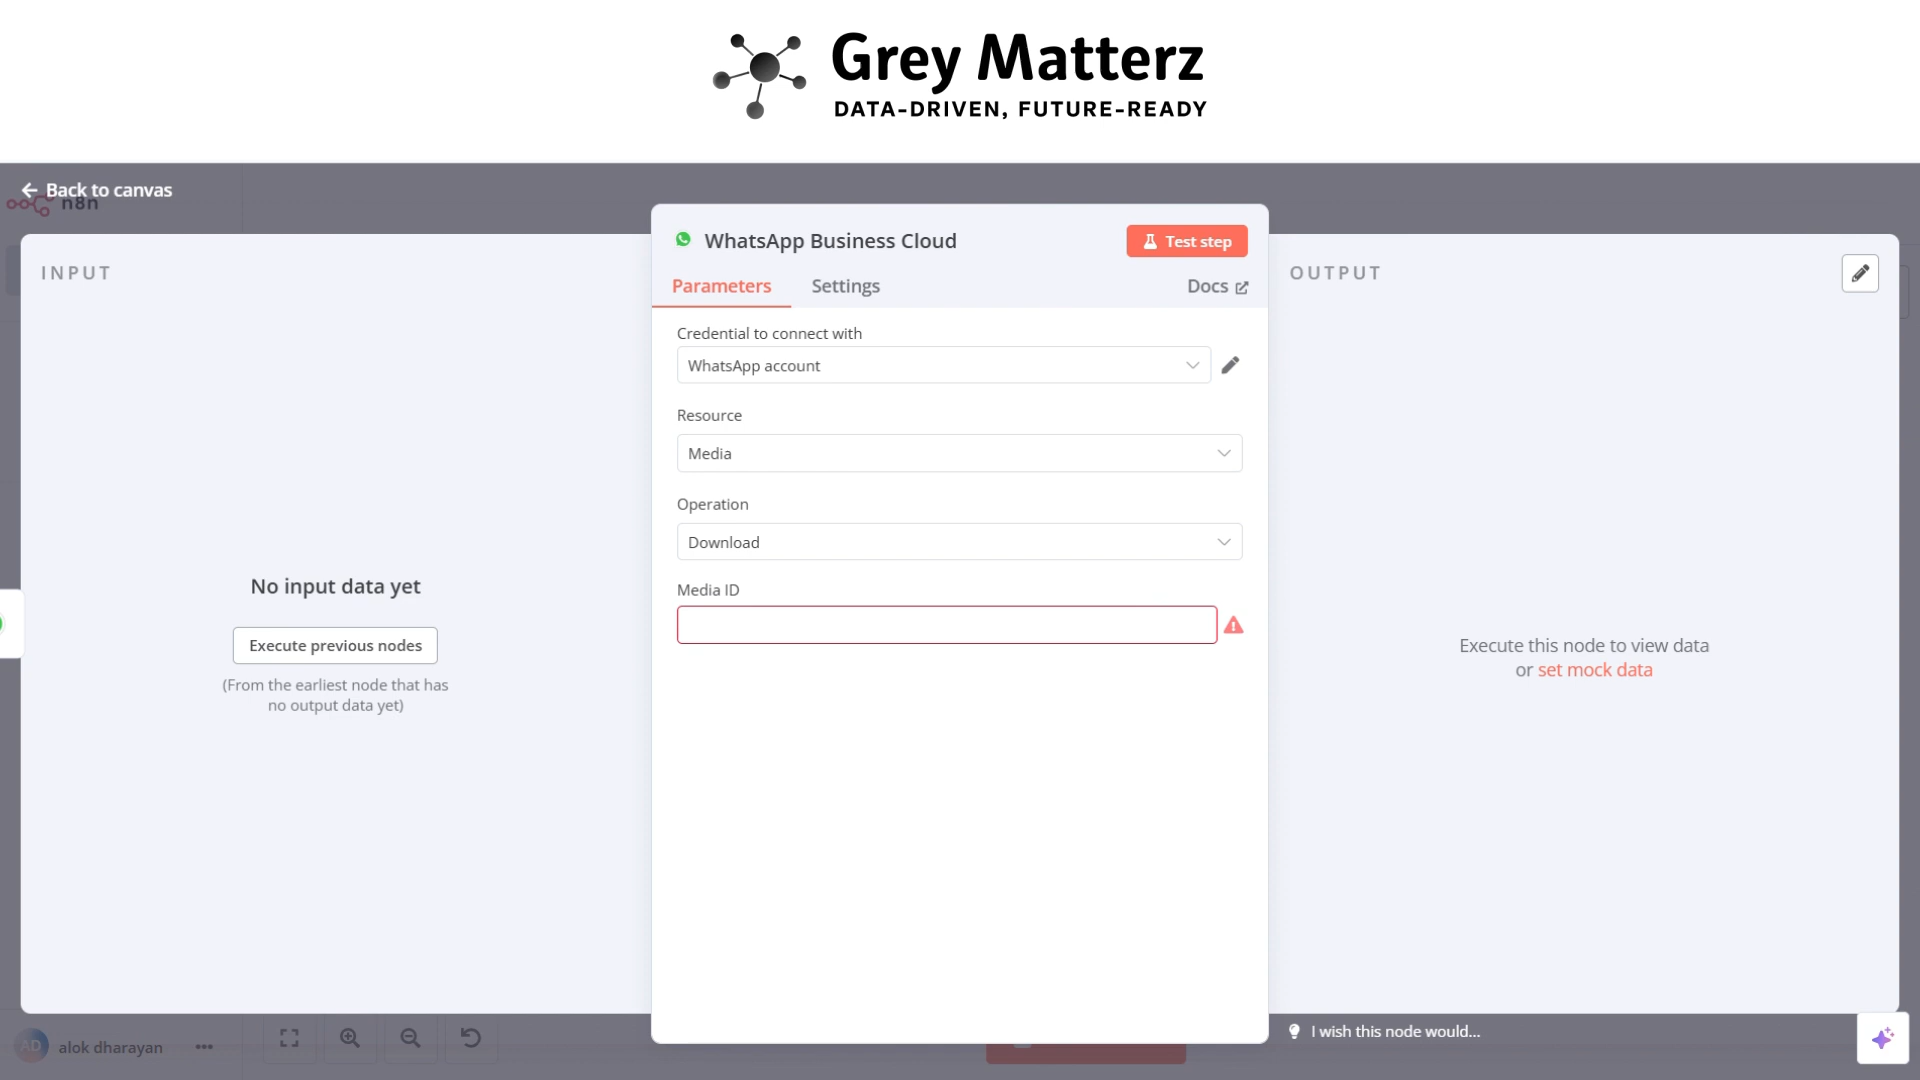 Grey Matterz
DATA-DRIVEN, FUTURE-READY
Back to canvas
n8n
INPUT
No input data yet
Execute previous nodes
(From the earliest node that has
no output data yet)
WhatsApp Business Cloud
Test step
Parameters
Settings
Docs
Credential to connect with
WhatsApp account
Resource
Media
Operation
Download
Media ID
OUTPUT
Execute this node to view data
or set mock data
AD
alok dharayan
I wish this node would...